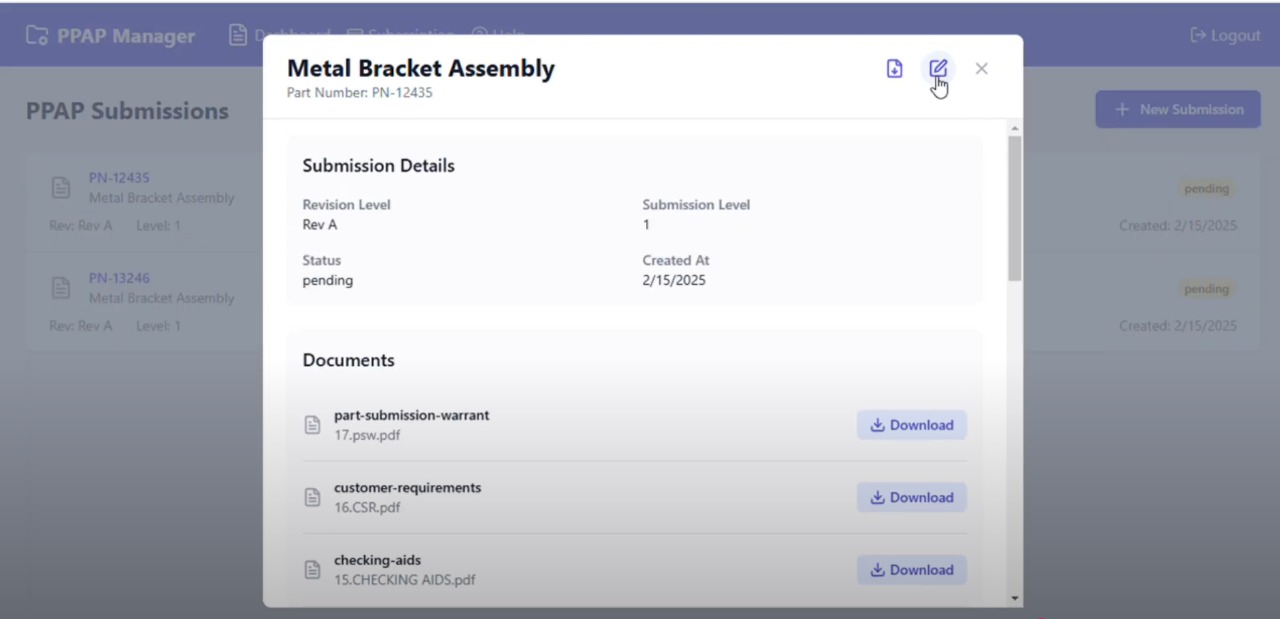 PPAP Manager
Dashboard
Subscription
Help
Logout
PPAP Submissions
New Submission
PN-12435
Metal Bracket Assembly
Rev: Rev A Level: 1
pending
Created: 2/15/2025
PN-13246
Metal Bracket Assembly
Rev: Rev A Level: 1
pending
Created: 2/15/2025
Metal Bracket Assembly
Part Number: PN-12435
Submission Details
Revision Level
Rev A
Submission Level
1
Status
pending
Created At
2/15/2025
Documents
part-submission-warrant
17.psw.pdf
Download
customer-requirements
16.CSR.pdf
Download
checking-aids
15.CHECKING AIDS.pdf
Download